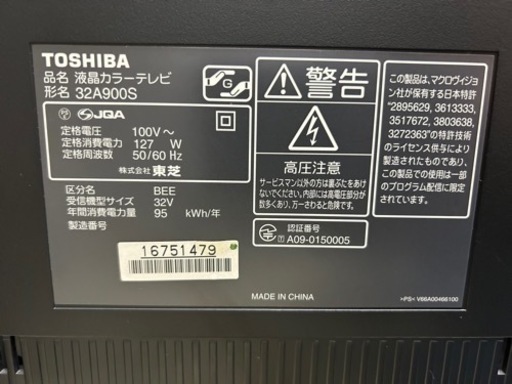 TOSHIBA
品名 液晶カラーテレビ
形名 32A900S
G
JQA
定格電圧 100V～
定格消費電力 127 W
定格周波数 50/60 Hz
株式会社 東芝
区分名 BEE
受信機型サイズ 32V
年間消費電力量 95 kWh/年
製造番号
16751479
警告
高圧注意
サービスマン以外の方は裏ぶたをあけ
ないでください。内部には高電圧部分が
数多くあり、万一さわると危険です。
認証番号
A09-0150005
MADE IN CHINA
この製品は、マクロヴィジョ
ン社が保有する日本特許
"2895629, 3613333,
3517672, 3803638,
3272363" の特許技術
のライセンス供与により
製造されたものであり、
この製品の使用は一部の
プログラム配信に限定さ
れます。
>PS< V66A00466100